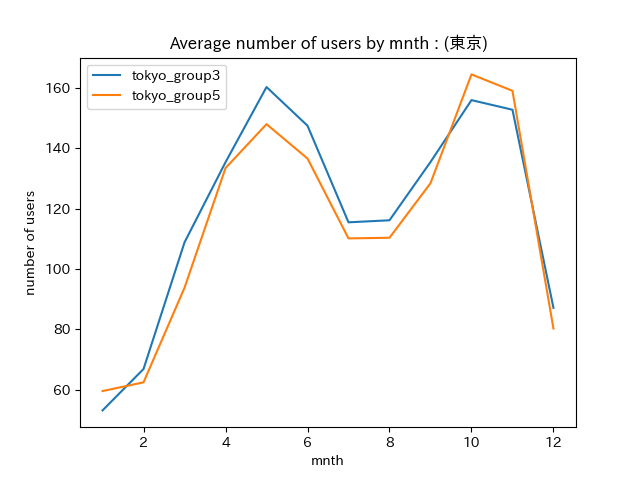 Average number of users by mnth : (東京)
tokyo_group3
tokyo_group5
number of users
160
140
120
100
80
60
2 4 6 8 10 12
mnth